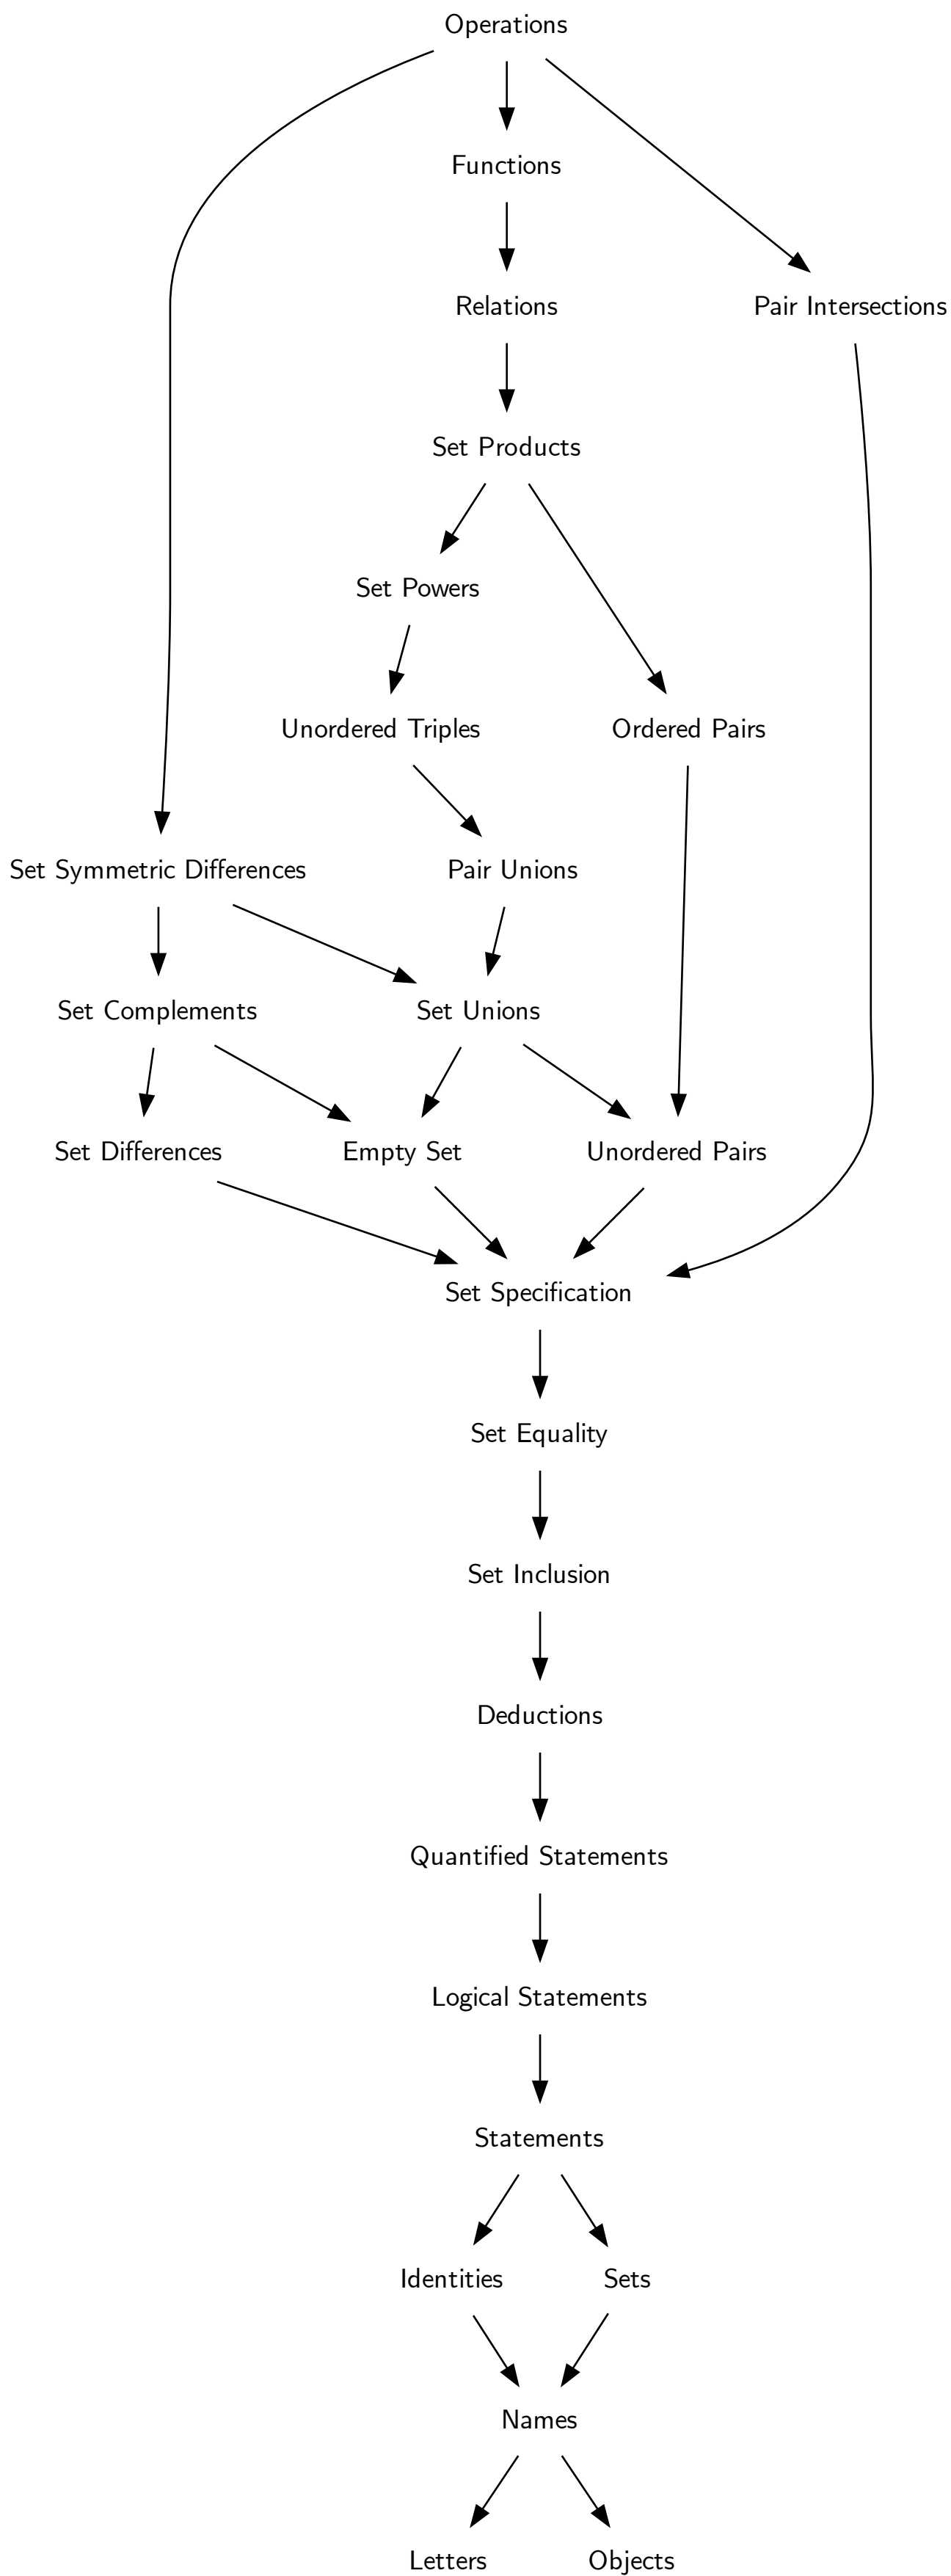 Operations
Functions
Relations
Pair Intersections
Set Products
Set Powers
Unordered Triples
Ordered Pairs
Set Symmetric Differences
Pair Unions
Set Complements
Set Unions
Set Differences
Empty Set
Unordered Pairs
Set Specification
Set Equality
Set Inclusion
Deductions
Quantified Statements
Logical Statements
Statements
Identities
Sets
Names
Letters
Objects